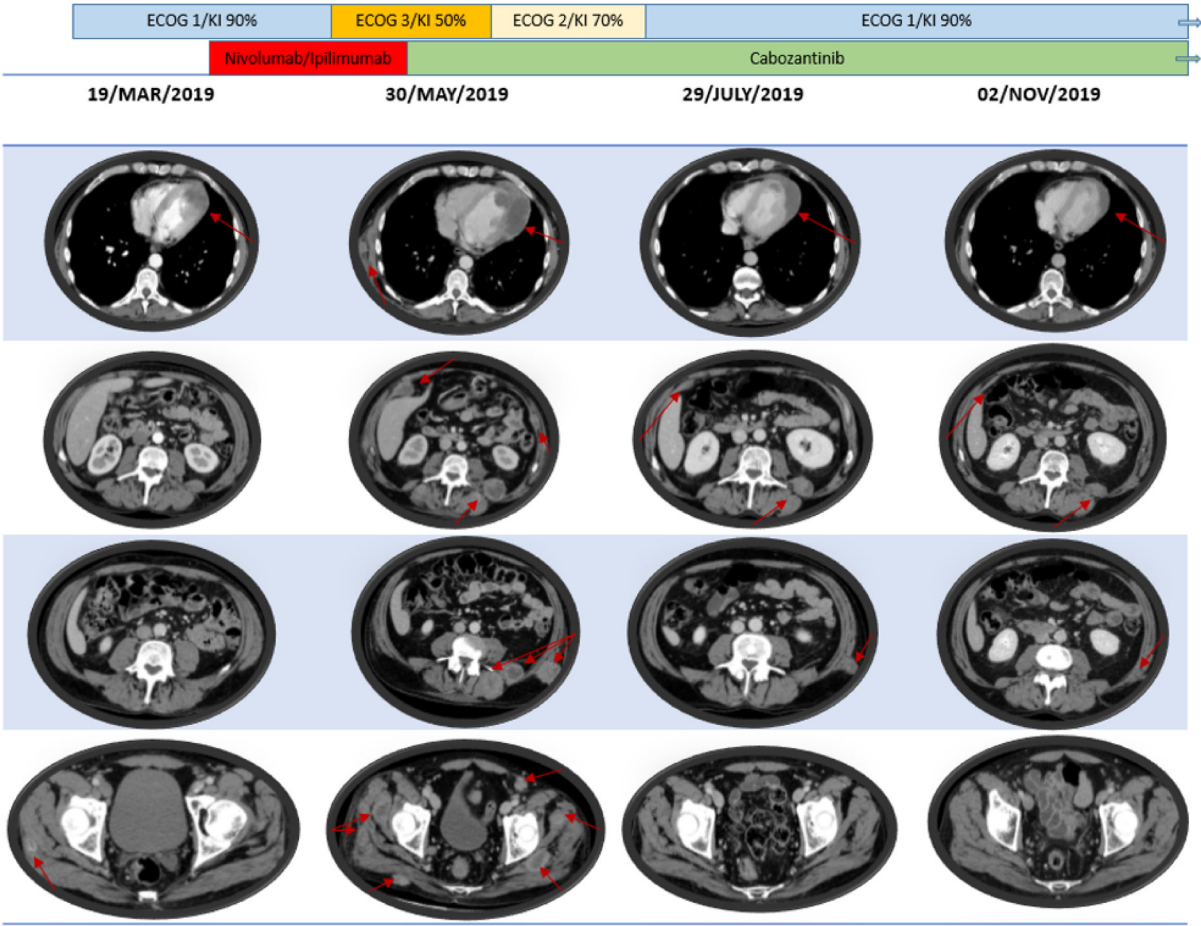 ECOG 1/KI 90% ECOG 3/KI 50% ECOG 2/KI 70% ECOG 1/KI 90%
Nivolumab/Ipilimumab Cabozantinib
19/MAR/2019 30/MAY/2019 29/JULY/2019 02/NOV/2019